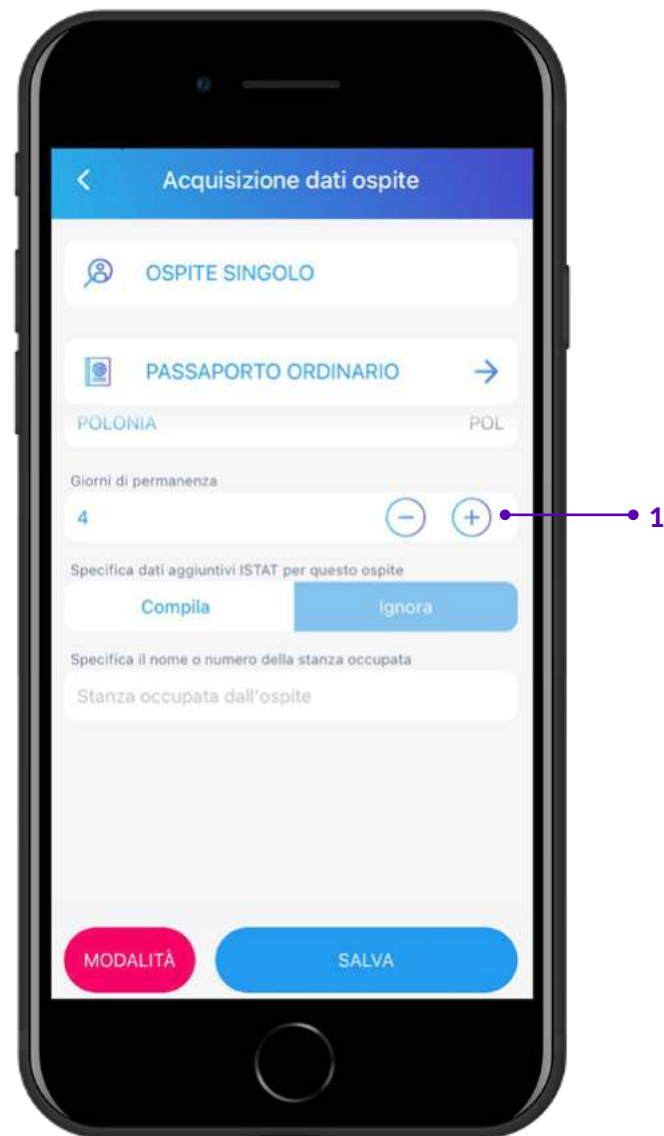 Acquisizione dati ospite
OSPITE SINGOLO
PASSAPORTO ORDINARIO
POLONIA POL
Giorni di permanenza
4
1
Specifica dati aggiuntivi ISTAT per questo ospite
Compila Ignora
Specifica il nome o numero della stanza occupata
Stanza occupata dall'ospite
MODALITÀ SALVA